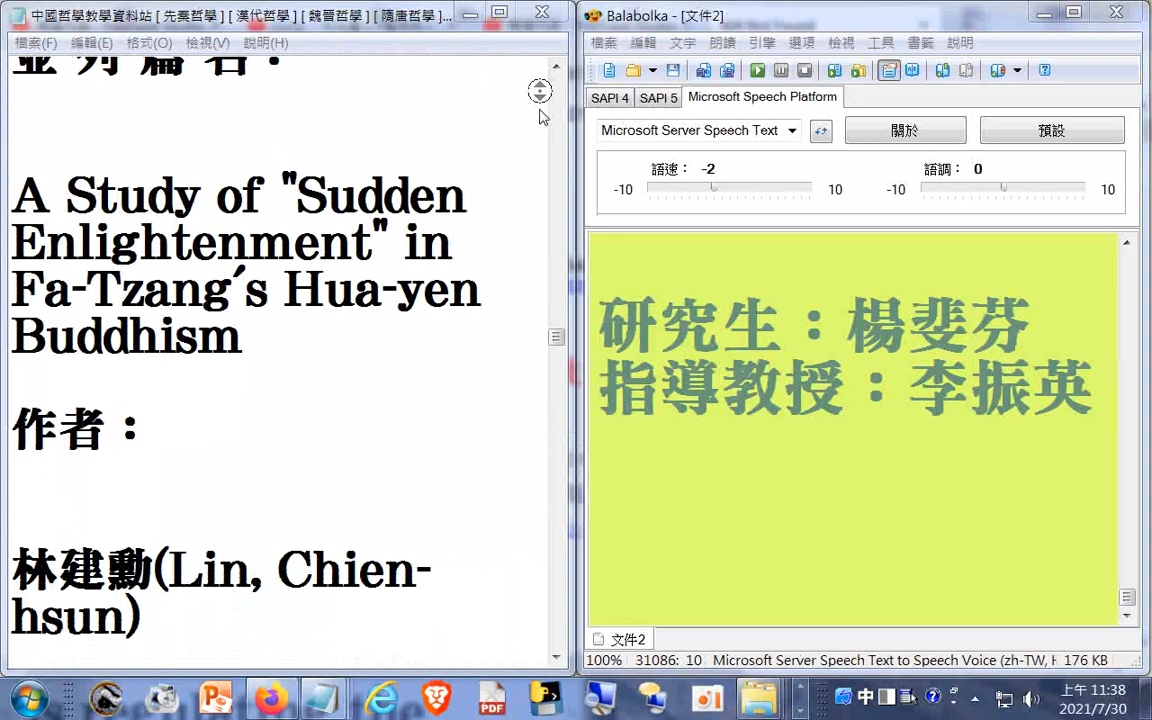 中國哲學教學資料站 [ 先秦哲學 ] [ 漢代哲學 ] [ 魏晉哲學 ] [ 隋唐哲學 ]...
檔案(F) 編輯(E) 格式(O) 檢視(V) 說明(H)
並列篇名：
A Study of "Sudden
Enlightenment" in
Fa-Tzang's Hua-yen
Buddhism
作者：
林建勳(Lin, Chien-
hsun)
Balabolka - [文件2]
檔案 編輯 文字 朗讀 引擎 選項 檢視 工具 書籤 說明
SAPI 4 SAPI 5 Microsoft Speech Platform
Microsoft Server Speech Text 關於 預設
語速： -2 語調： 0
-10 10 -10 10
研究生：楊斐芬
指導教授：李振英
文件2
100% 31086: 10 Microsoft Server Speech Text to Speech Voice (zh-TW, H 176 KB
PDF 中 上午 11:38
2021/7/30